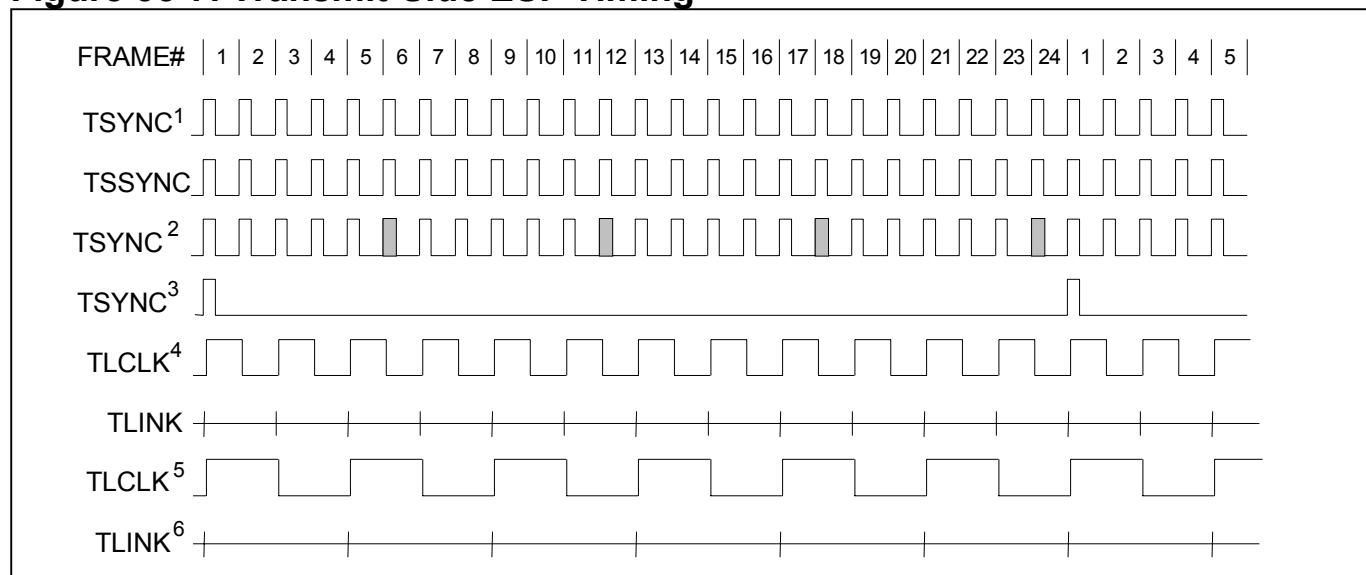 FRAME# 1 2 3 4 5 6 7 8 9 10 11 12 13 14 15 16 17 18 19 20 21 22 23 24 1 2 3 4 5
TSYNC1
TSSYNC
TSYNC2
TSYNC3
TLCLK4
TLINK
TLCLK5
TLINK6